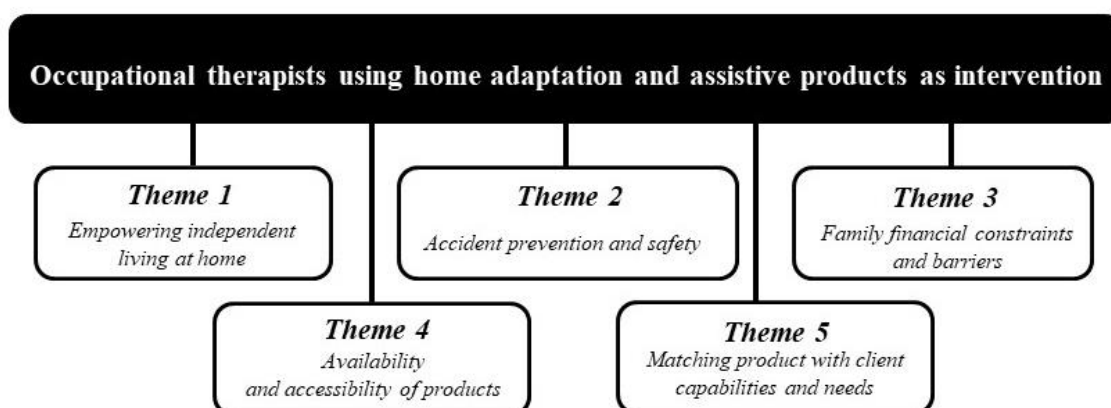 Occupational therapists using home adaptation and assistive products as intervention
Theme 1
Empowering independent
living at home
Theme 2
Accident prevention and safety
Theme 3
Family financial constraints
and barriers
Theme 4
Availability
and accessibility of products
Theme 5
Matching product with client
capabilities and needs